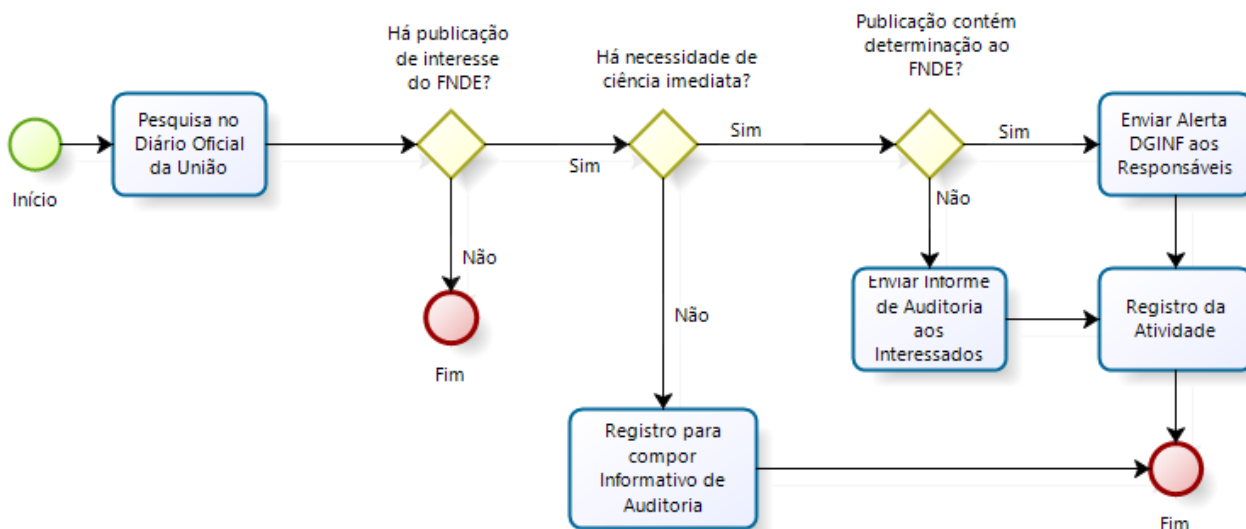 Início
Pesquisa no
Diário Oficial
da União
Há publicação
de interesse
do FNDE?
Sim
Não
Fim
Há necessidade de
ciência imediata?
Sim
Não
Registro para
compor
Informativo de
Auditoria
Publicação contém
determinação ao
FNDE?
Sim
Não
Enviar Informe
de Auditoria
aos
Interessados
Enviar Alerta
DGINF aos
Responsáveis
Registro da
Atividade
Fim